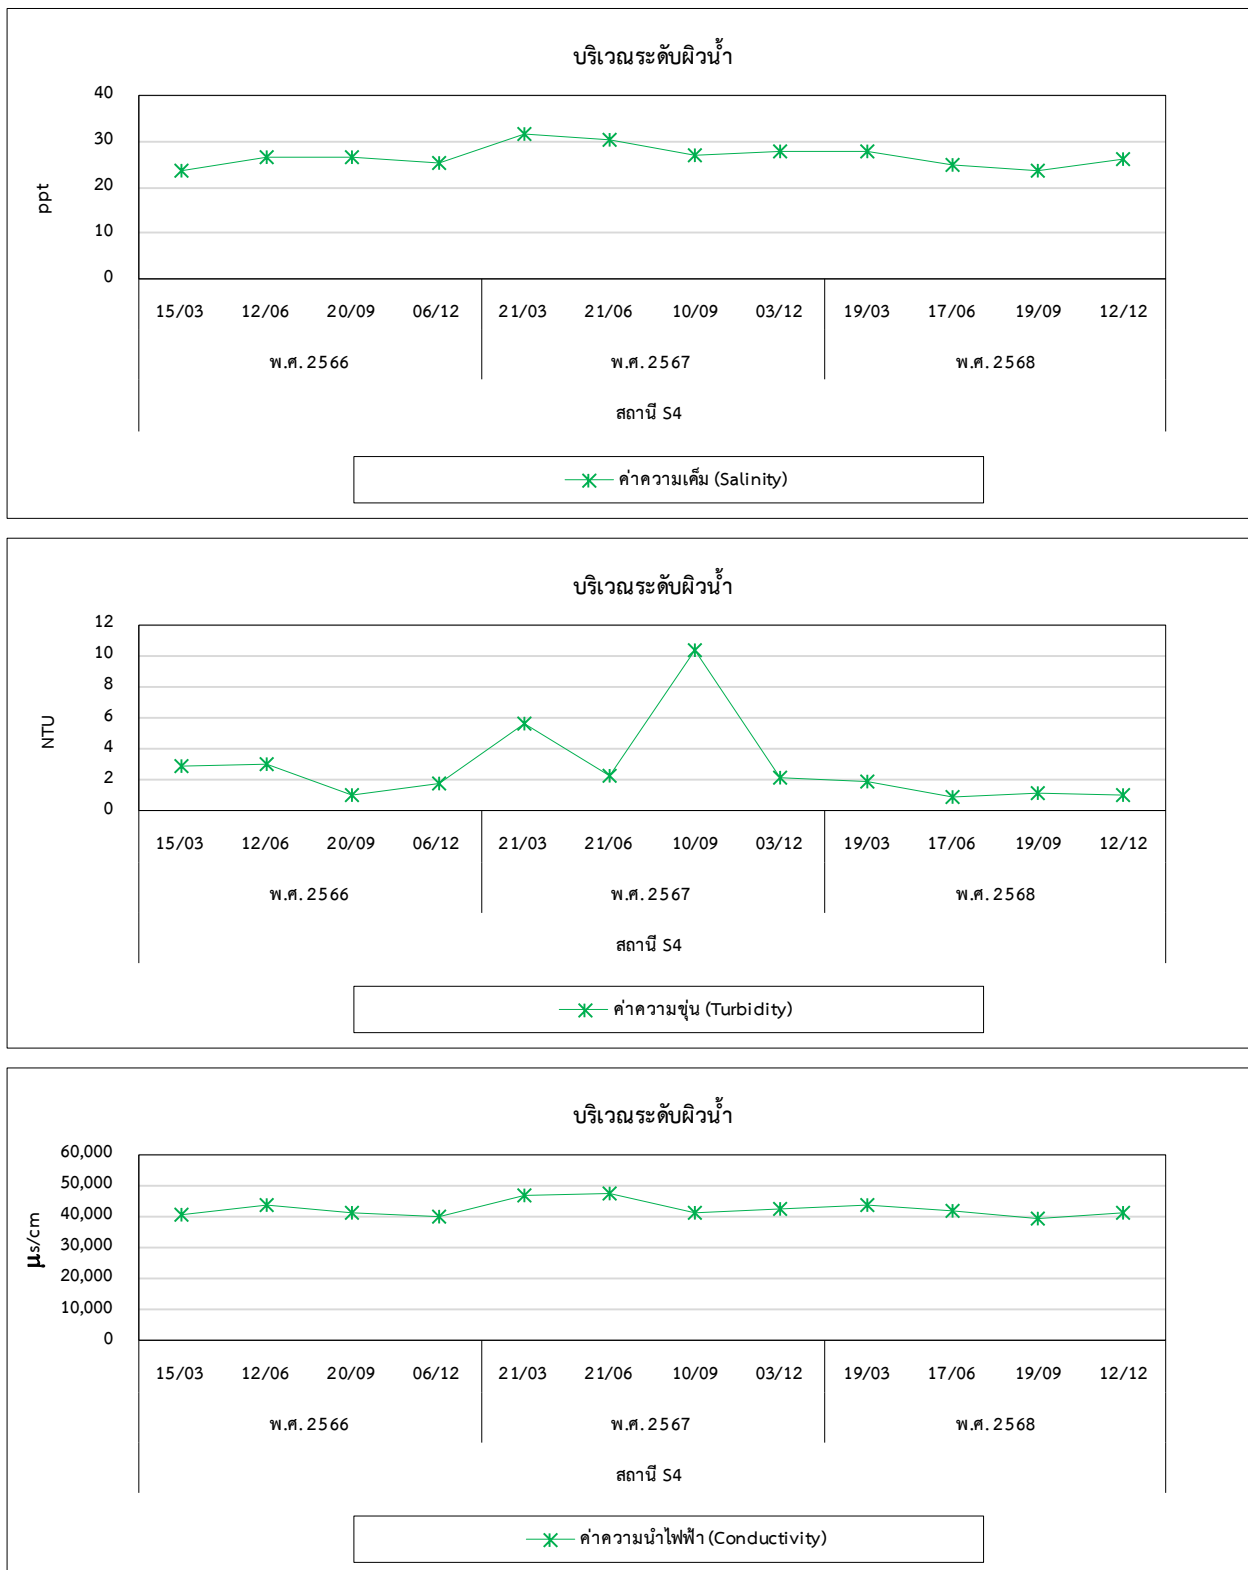 บริเวณระดับผิวน้ำ
40
30
20
10
0
ppt
15/03 12/06 20/09 06/12 21/03 21/06 10/09 03/12 19/03 17/06 19/09 12/12
พ.ศ. 2566 พ.ศ. 2567 พ.ศ. 2568
สถานี S4
ค่าความเค็ม (Salinity)
บริเวณระดับผิวน้ำ
12
10
8
6
4
2
0
NTU
15/03 12/06 20/09 06/12 21/03 21/06 10/09 03/12 19/03 17/06 19/09 12/12
พ.ศ. 2566 พ.ศ. 2567 พ.ศ. 2568
สถานี S4
ค่าความขุ่น (Turbidity)
บริเวณระดับผิวน้ำ
60,000
50,000
40,000
30,000
20,000
10,000
0
μs/cm
15/03 12/06 20/09 06/12 21/03 21/06 10/09 03/12 19/03 17/06 19/09 12/12
พ.ศ. 2566 พ.ศ. 2567 พ.ศ. 2568
สถานี S4
ค่าความนำไฟฟ้า (Conductivity)